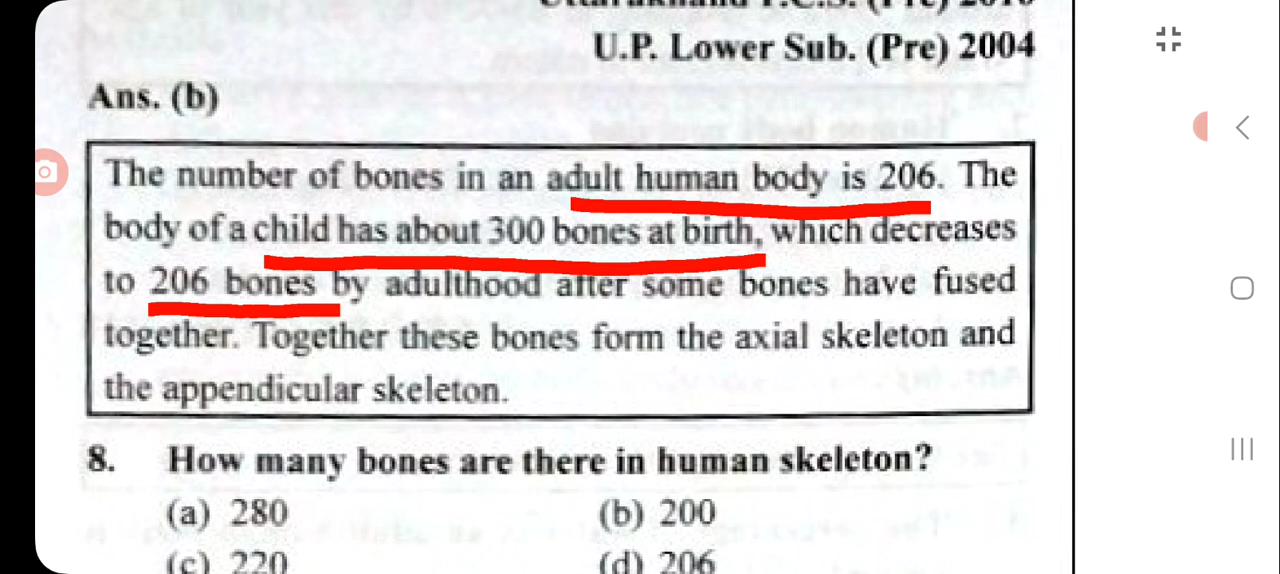 U.P. Lower Sub. (Pre) 2004
Ans. (b)
The number of bones in an adult human body is 206. The
body of a child has about 300 bones at birth, which decreases
to 206 bones by adulthood after some bones have fused
together. Together these bones form the axial skeleton and
the appendicular skeleton.
8. How many bones are there in human skeleton?
(a) 280 (b) 200
(c) 220 (d) 206